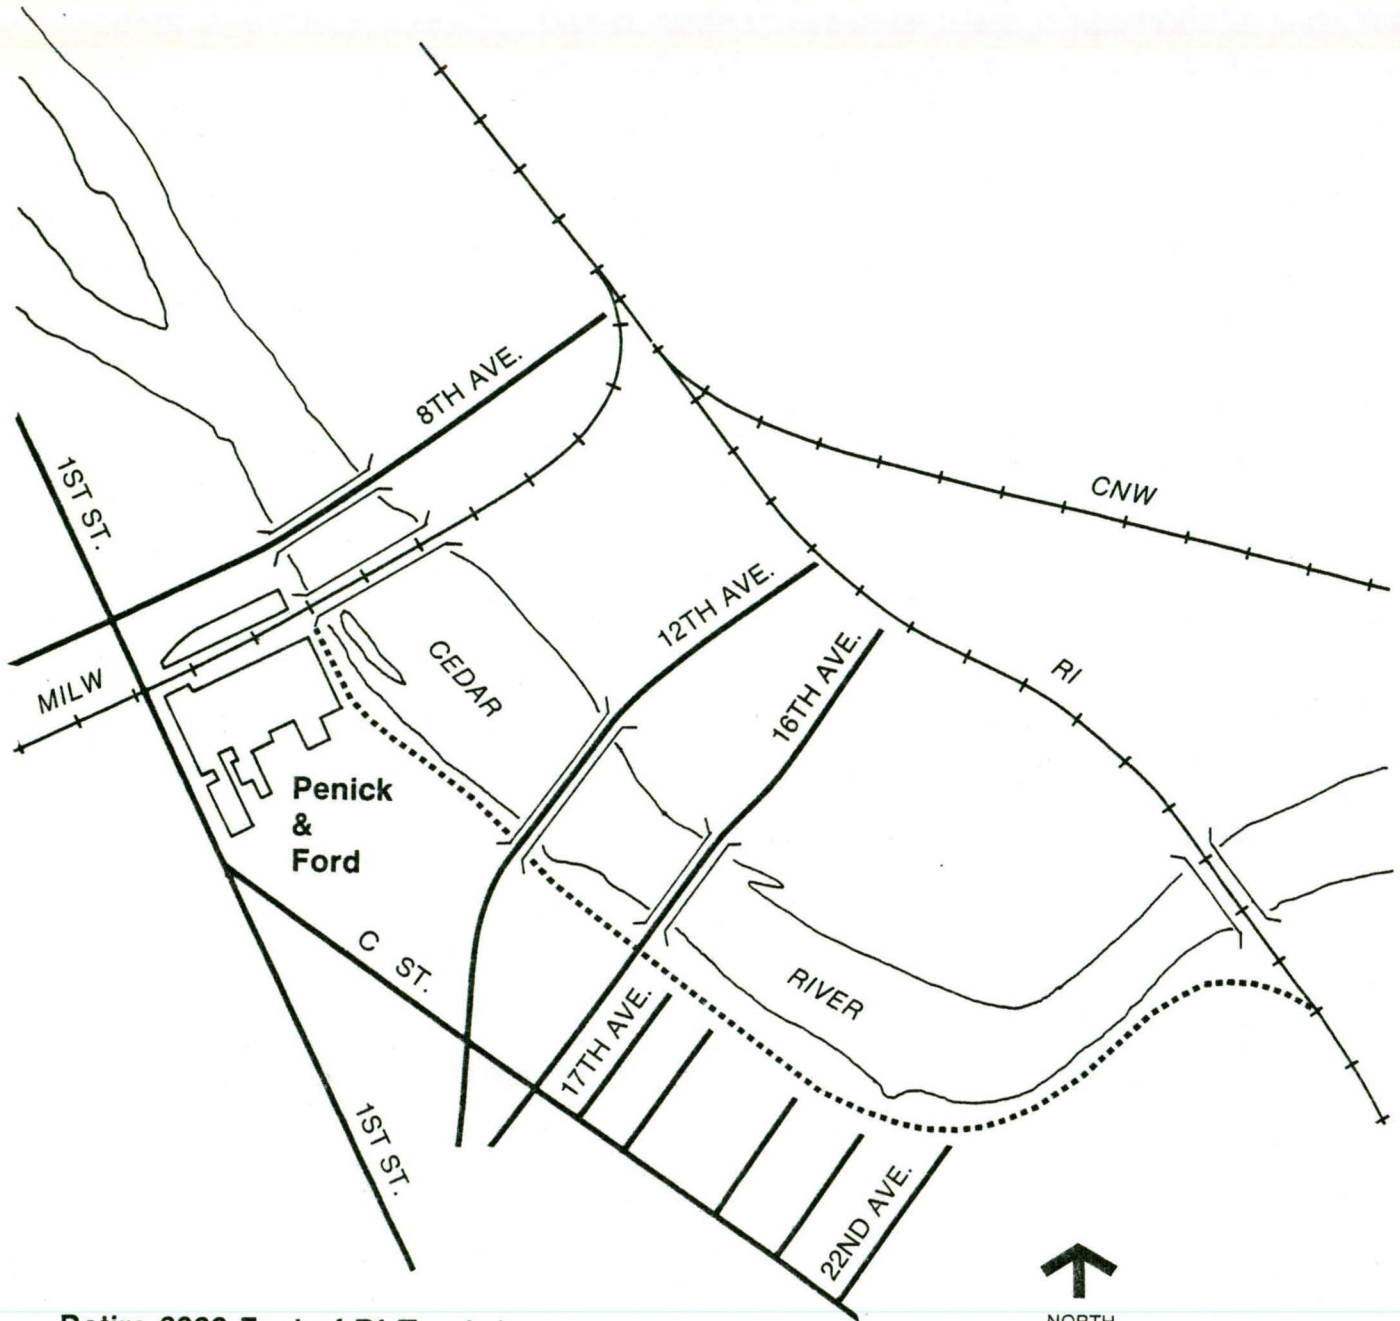 8TH AVE.
1ST ST.
CNW
12TH AVE.
CEDAR
16TH AVE.
RI
MILW
Penick
&
Ford
C ST.
RIVER
17TH AVE.
1ST ST.
22ND AVE.
NORTH